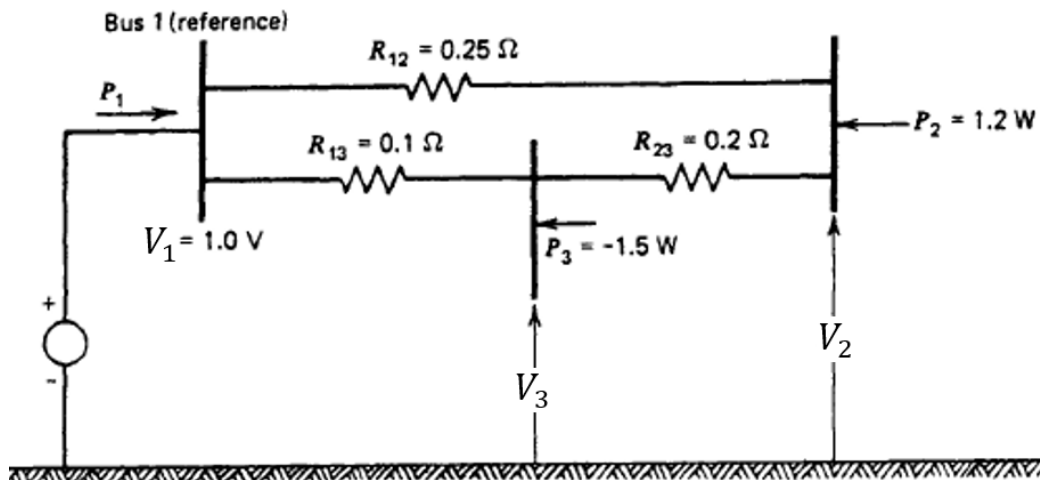 Bus 1 (reference)
R₁₂ = 0.25 Ω
P₁
P₂ = 1.2 W
R₁₃ = 0.1 Ω
R₂₃ = 0.2 Ω
V₁ = 1.0 V
P₃ = -1.5 W
+
-
V₂
V₃